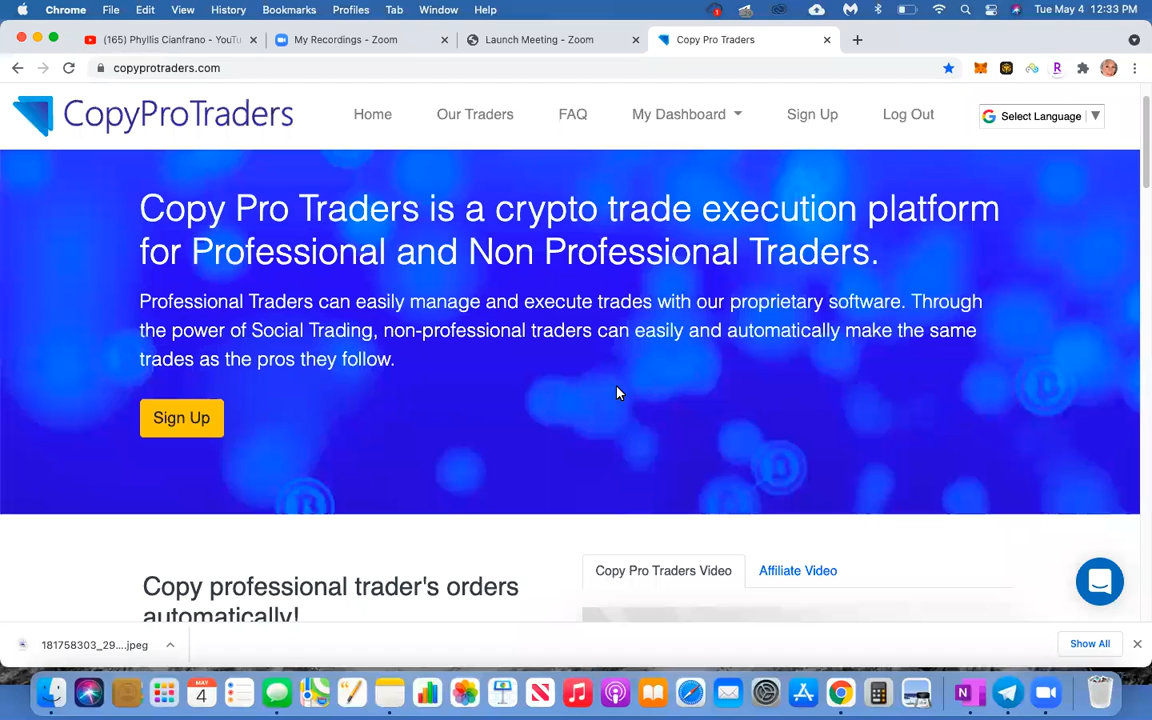 Chrome File Edit View History Bookmarks Profiles Tab Window Help Tue May 4 12:33 PM
(165) Phyllis Cianfrano - YouTu My Recordings - Zoom Launch Meeting - Zoom Copy Pro Traders
copyprotraders.com
CopyProTraders Home Our Traders FAQ My Dashboard Sign Up Log Out Select Language
Copy Pro Traders is a crypto trade execution platform
for Professional and Non Professional Traders.
Professional Traders can easily manage and execute trades with our proprietary software. Through
the power of Social Trading, non-professional traders can easily and automatically make the same
trades as the pros they follow.
Sign Up
Copy Pro Traders Video Affiliate Video
Copy professional trader's orders
automatically!
181758303_29....jpeg Show All
MAY
4